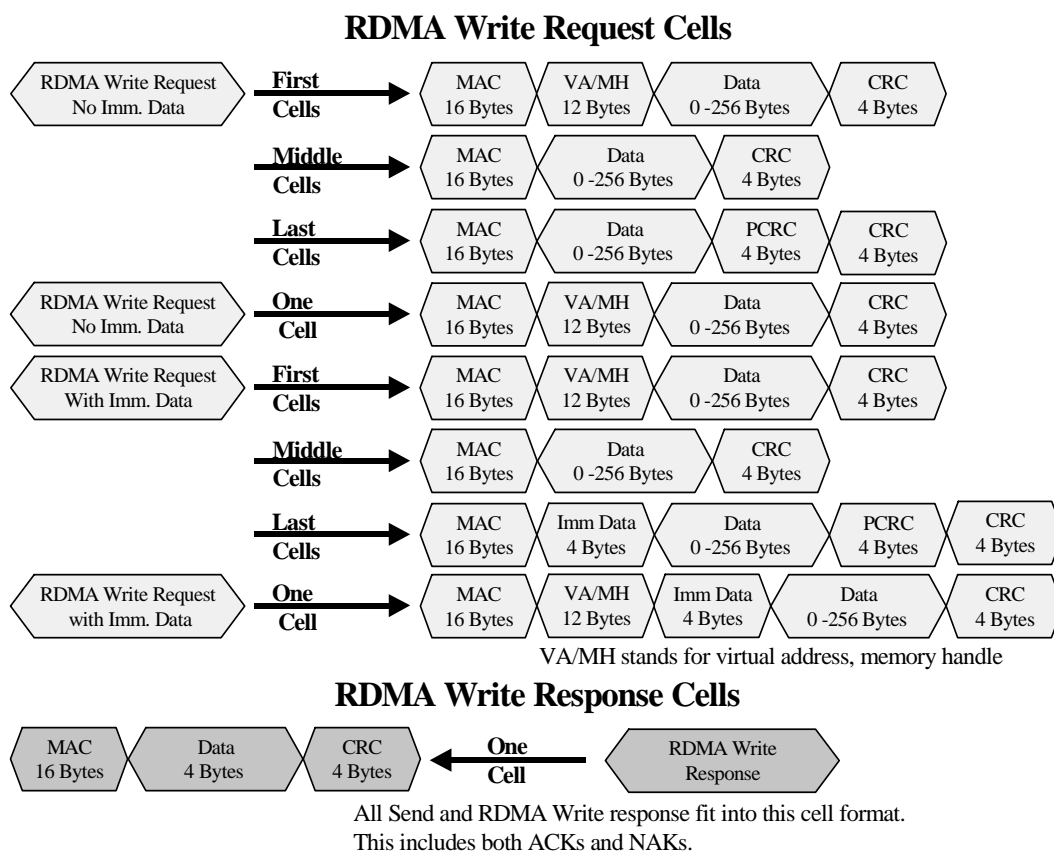 RDMA Write Request Cells
RDMA Write Request
No Imm. Data
First
Cells
MAC
16 Bytes
VA/MH
12 Bytes
Data
0 -256 Bytes
CRC
4 Bytes
Middle
Cells
MAC
16 Bytes
Data
0 -256 Bytes
CRC
4 Bytes
Last
Cells
MAC
16 Bytes
Data
0 -256 Bytes
PCRC
4 Bytes
CRC
4 Bytes
RDMA Write Request
No Imm. Data
One
Cell
MAC
16 Bytes
VA/MH
12 Bytes
Data
0 -256 Bytes
CRC
4 Bytes
RDMA Write Request
With Imm. Data
First
Cells
MAC
16 Bytes
VA/MH
12 Bytes
Data
0 -256 Bytes
CRC
4 Bytes
Middle
Cells
MAC
16 Bytes
Data
0 -256 Bytes
CRC
4 Bytes
Last
Cells
MAC
16 Bytes
Imm Data
4 Bytes
Data
0 -256 Bytes
PCRC
4 Bytes
CRC
4 Bytes
RDMA Write Request
with Imm. Data
One
Cell
MAC
16 Bytes
VA/MH
12 Bytes
Imm Data
4 Bytes
Data
0 -256 Bytes
CRC
4 Bytes
VA/MH stands for virtual address, memory handle
RDMA Write Response Cells
MAC
16 Bytes
Data
4 Bytes
CRC
4 Bytes
One
Cell
RDMA Write
Response
All Send and RDMA Write response fit into this cell format.
This includes both ACKs and NAKs.